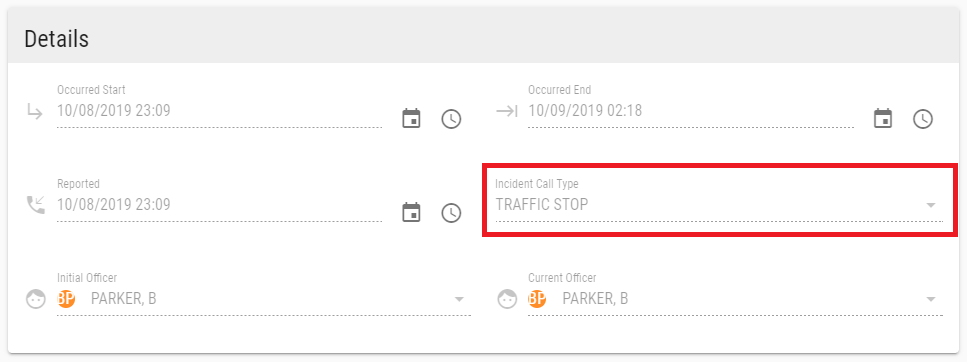 Details
Occurred Start
10/08/2019 23:09
Occurred End
10/09/2019 02:18
Reported
10/08/2019 23:09
Incident Call Type
TRAFFIC STOP
Initial Officer
BP PARKER, B
Current Officer
BP PARKER, B